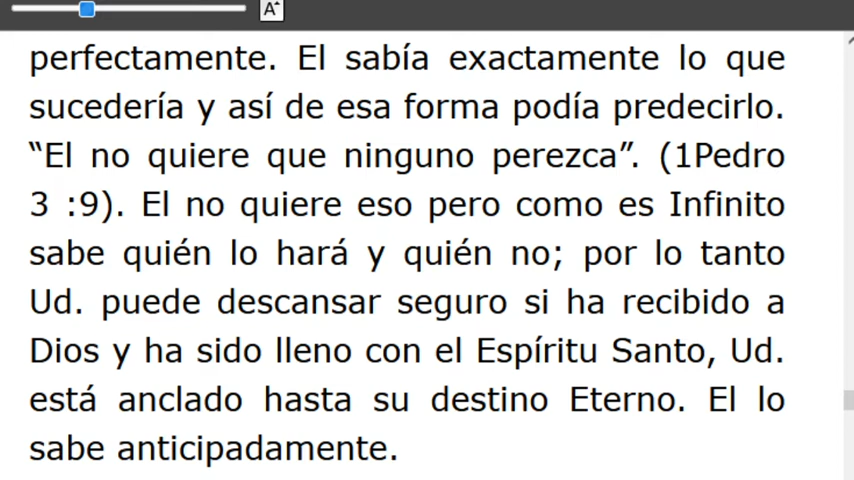 A
perfectamente. El sabía exactamente lo que
sucedería y así de esa forma podía predecirlo.
“El no quiere que ninguno perezca”. (1Pedro
3 :9). El no quiere eso pero como es Infinito
sabe quién lo hará y quién no; por lo tanto
Ud. puede descansar seguro si ha recibido a
Dios y ha sido lleno con el Espíritu Santo, Ud.
está anclado hasta su destino Eterno. El lo
sabe anticipadamente.